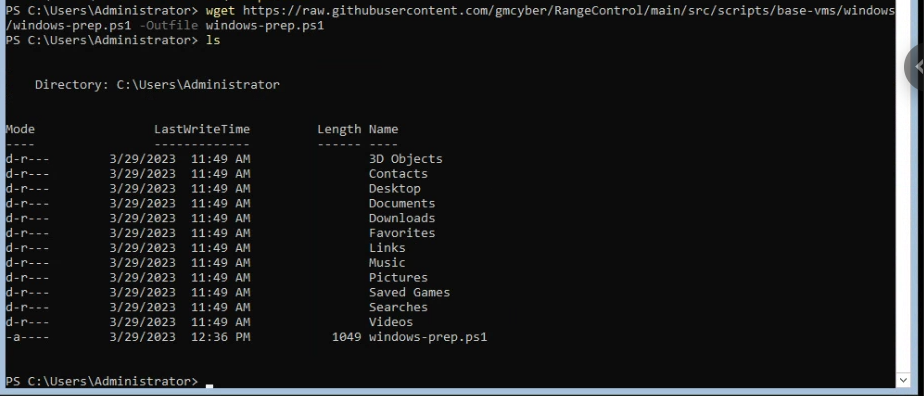 PS C:\Users\Administrator> wget https://raw.githubusercontent.com/gmcyber/RangeControl/main/src/scripts/base-vms/windows
/windows-prep.ps1 -Outfile windows-prep.ps1
PS C:\Users\Administrator> ls
Directory: C:\Users\Administrator
Mode LastWriteTime Length Name
---- ------------- ------ ----
d-r--- 3/29/2023 11:49 AM 3D Objects
d-r--- 3/29/2023 11:49 AM Contacts
d-r--- 3/29/2023 11:49 AM Desktop
d-r--- 3/29/2023 11:49 AM Documents
d-r--- 3/29/2023 11:49 AM Downloads
d-r--- 3/29/2023 11:49 AM Favorites
d-r--- 3/29/2023 11:49 AM Links
d-r--- 3/29/2023 11:49 AM Music
d-r--- 3/29/2023 11:49 AM Pictures
d-r--- 3/29/2023 11:49 AM Saved Games
d-r--- 3/29/2023 11:49 AM Searches
d-r--- 3/29/2023 11:49 AM Videos
-a---- 3/29/2023 12:36 PM 1049 windows-prep.ps1
PS C:\Users\Administrator>